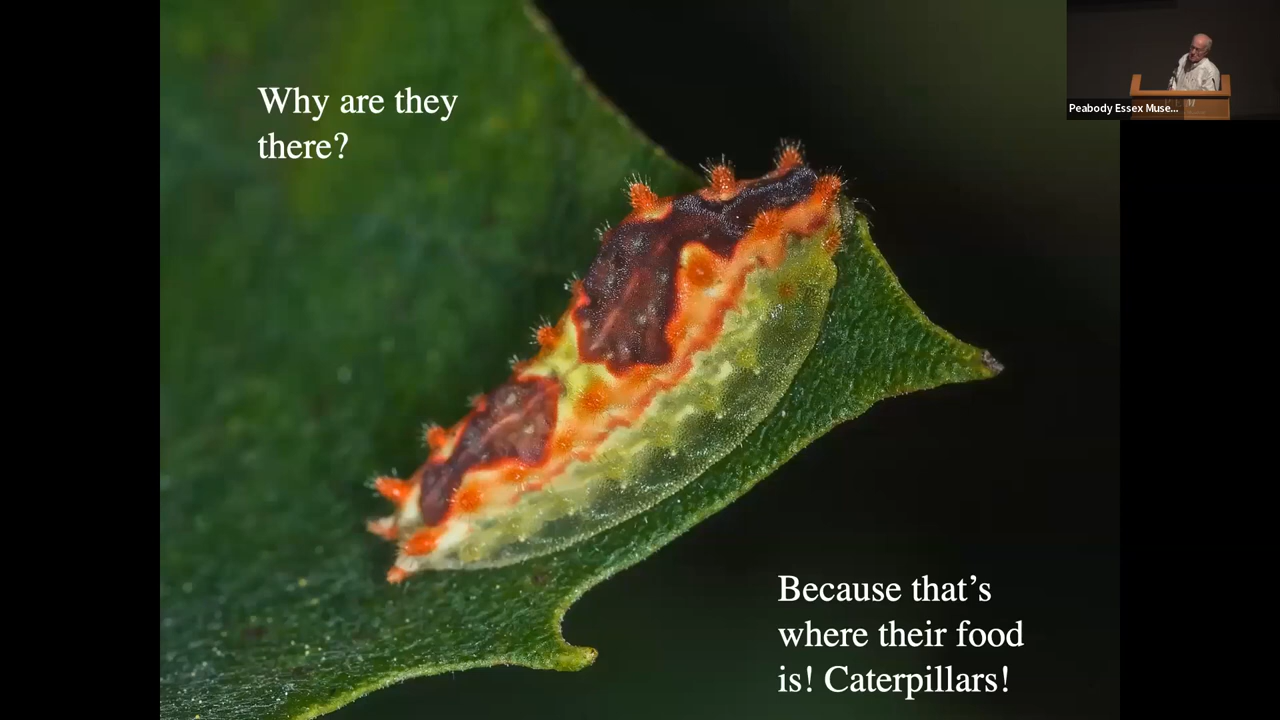 Why are they
there?
Peabody Essex Muse...
Because that's
where their food
is! Caterpillars!